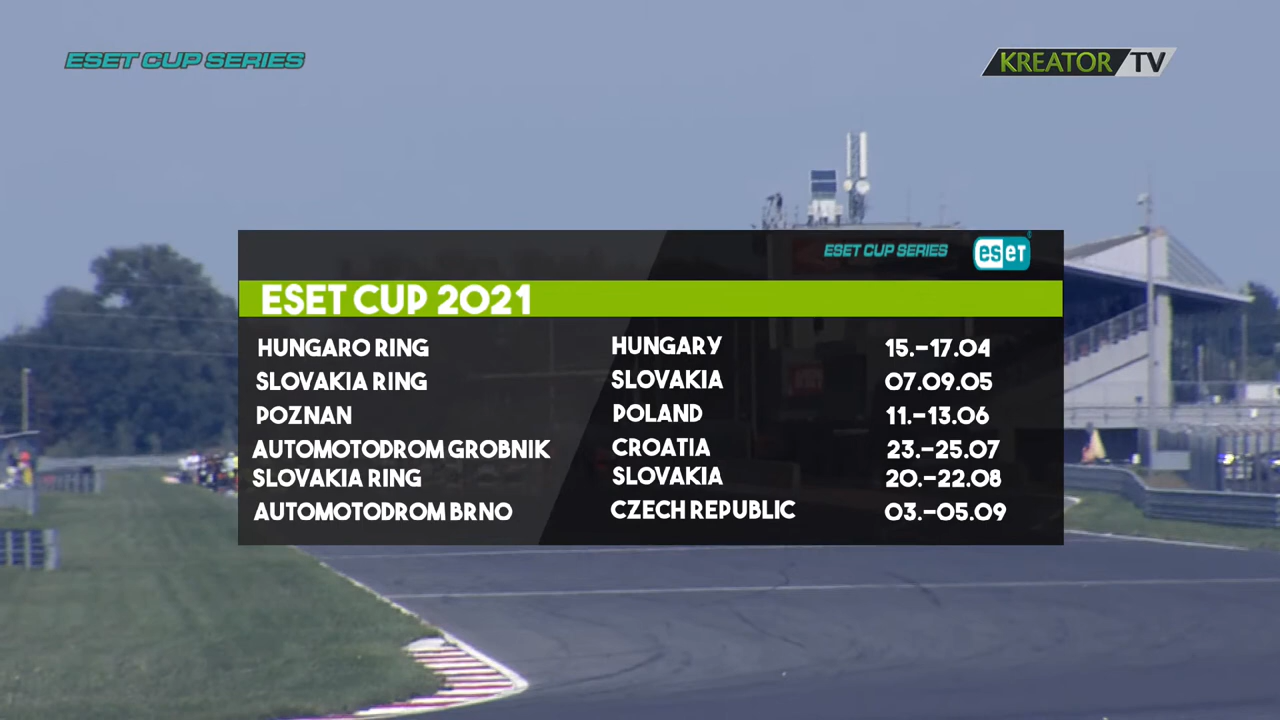 ESET CUP SERIES
KREATOR TV
ESET CUP SERIES eseT
ESET CUP 2021
HUNGARO RING HUNGARY 15.-17.04
SLOVAKIA RING SLOVAKIA 07.09.05
POZNAN POLAND 11.-13.06
AUTOMOTODROM GROBNIK CROATIA 23.-25.07
SLOVAKIA RING SLOVAKIA 20.-22.08
AUTOMOTODROM BRNO CZECH REPUBLIC 03.-05.09